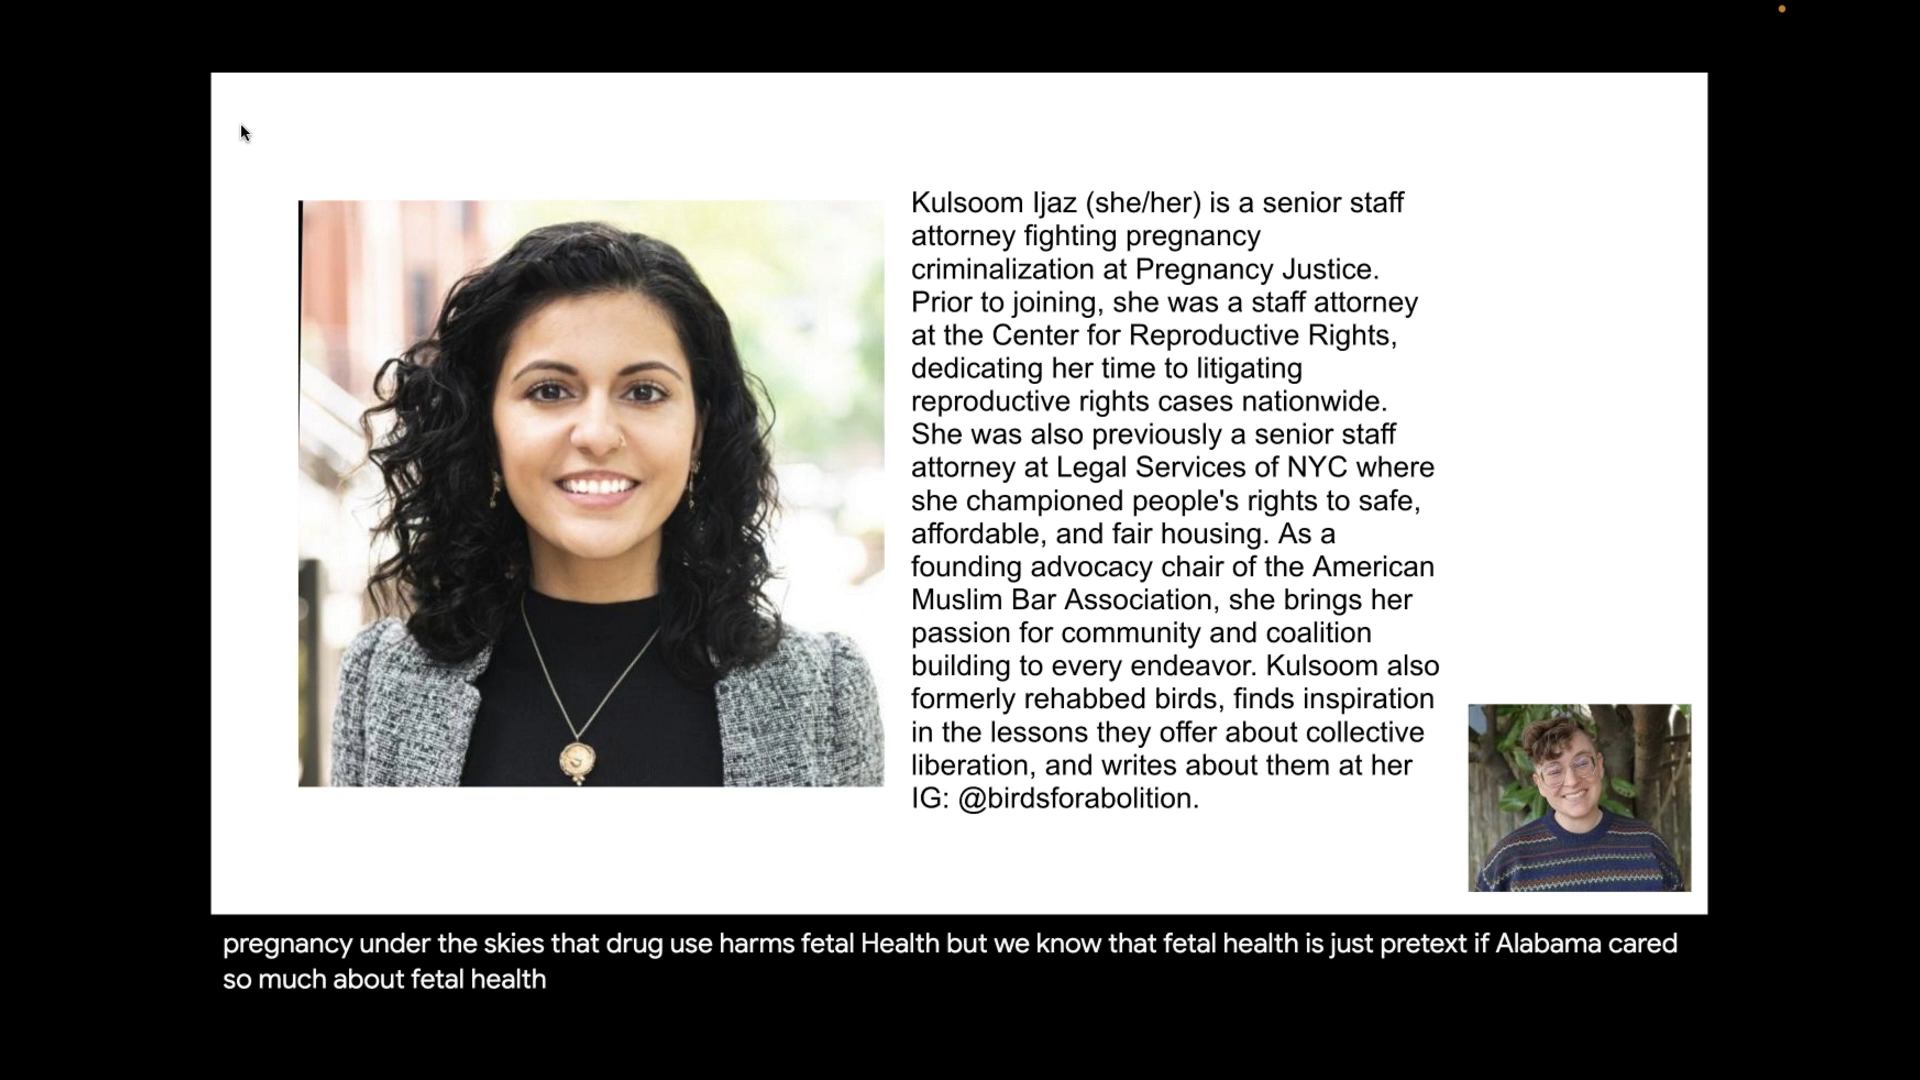 Kulsoom Ijaz (she/her) is a senior staff
attorney fighting pregnancy
criminalization at Pregnancy Justice.
Prior to joining, she was a staff attorney
at the Center for Reproductive Rights,
dedicating her time to litigating
reproductive rights cases nationwide.
She was also previously a senior staff
attorney at Legal Services of NYC where
she championed people's rights to safe,
affordable, and fair housing. As a
founding advocacy chair of the American
Muslim Bar Association, she brings her
passion for community and coalition
building to every endeavor. Kulsoom also
formerly rehabbed birds, finds inspiration
in the lessons they offer about collective
liberation, and writes about them at her
IG: @birdsforabolition.
pregnancy under the skies that drug use harms fetal Health but we know that fetal health is just pretext if Alabama cared
so much about fetal health